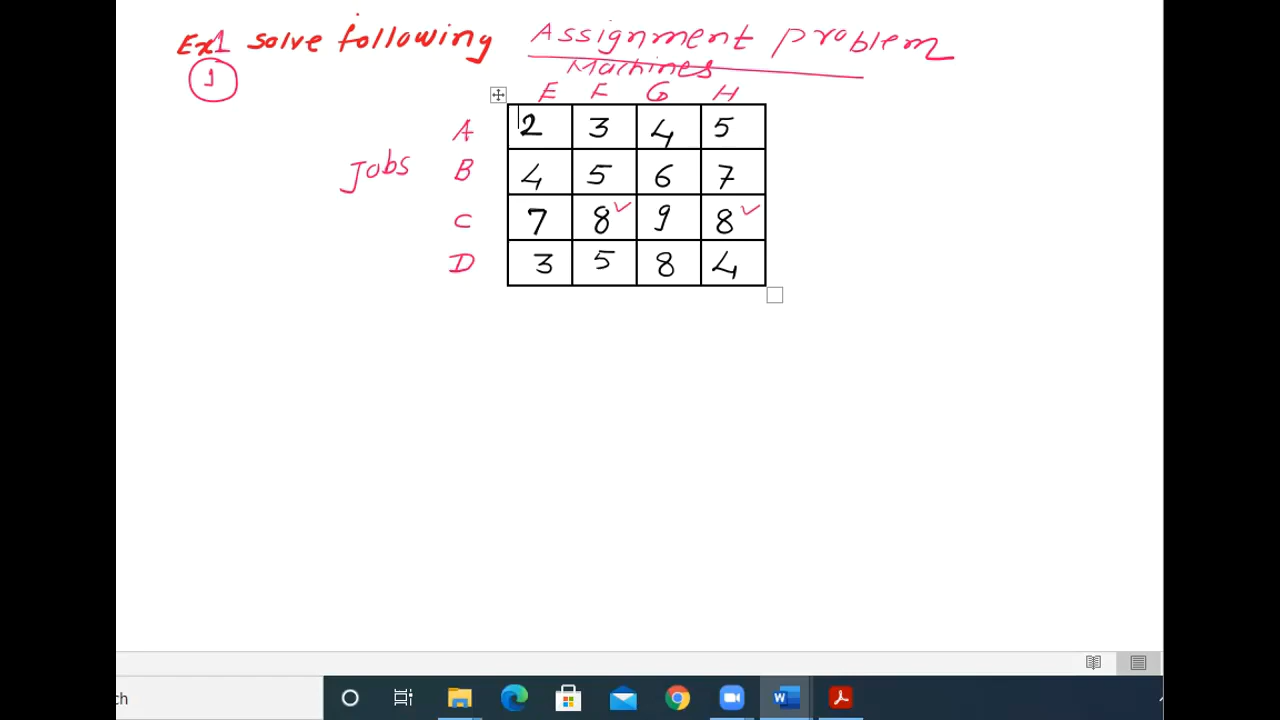 Ex1 solve following Assignment problem
1 Machines
E F G H
A 2 3 4 5
Jobs B 4 5 6 7
C 7 8 9 8
D 3 5 8 4
ch